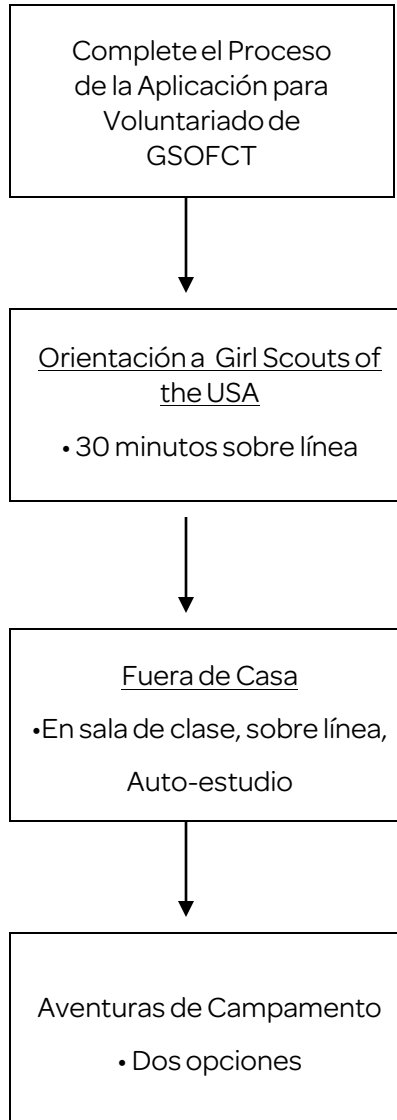 Complete el Proceso
de la Aplicación para
Voluntariado de
GSOFCT
Orientación a Girl Scouts of
the USA
• 30 minutos sobre línea
Fuera de Casa
•En sala de clase, sobre línea,
Auto-estudio
Aventuras de Campamento
• Dos opciones